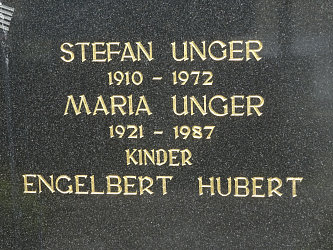 STEFAN UNGER
1910 - 1972
MARIA UNGER
1921 - 1987
KINDER
ENGELBERT HUBERT